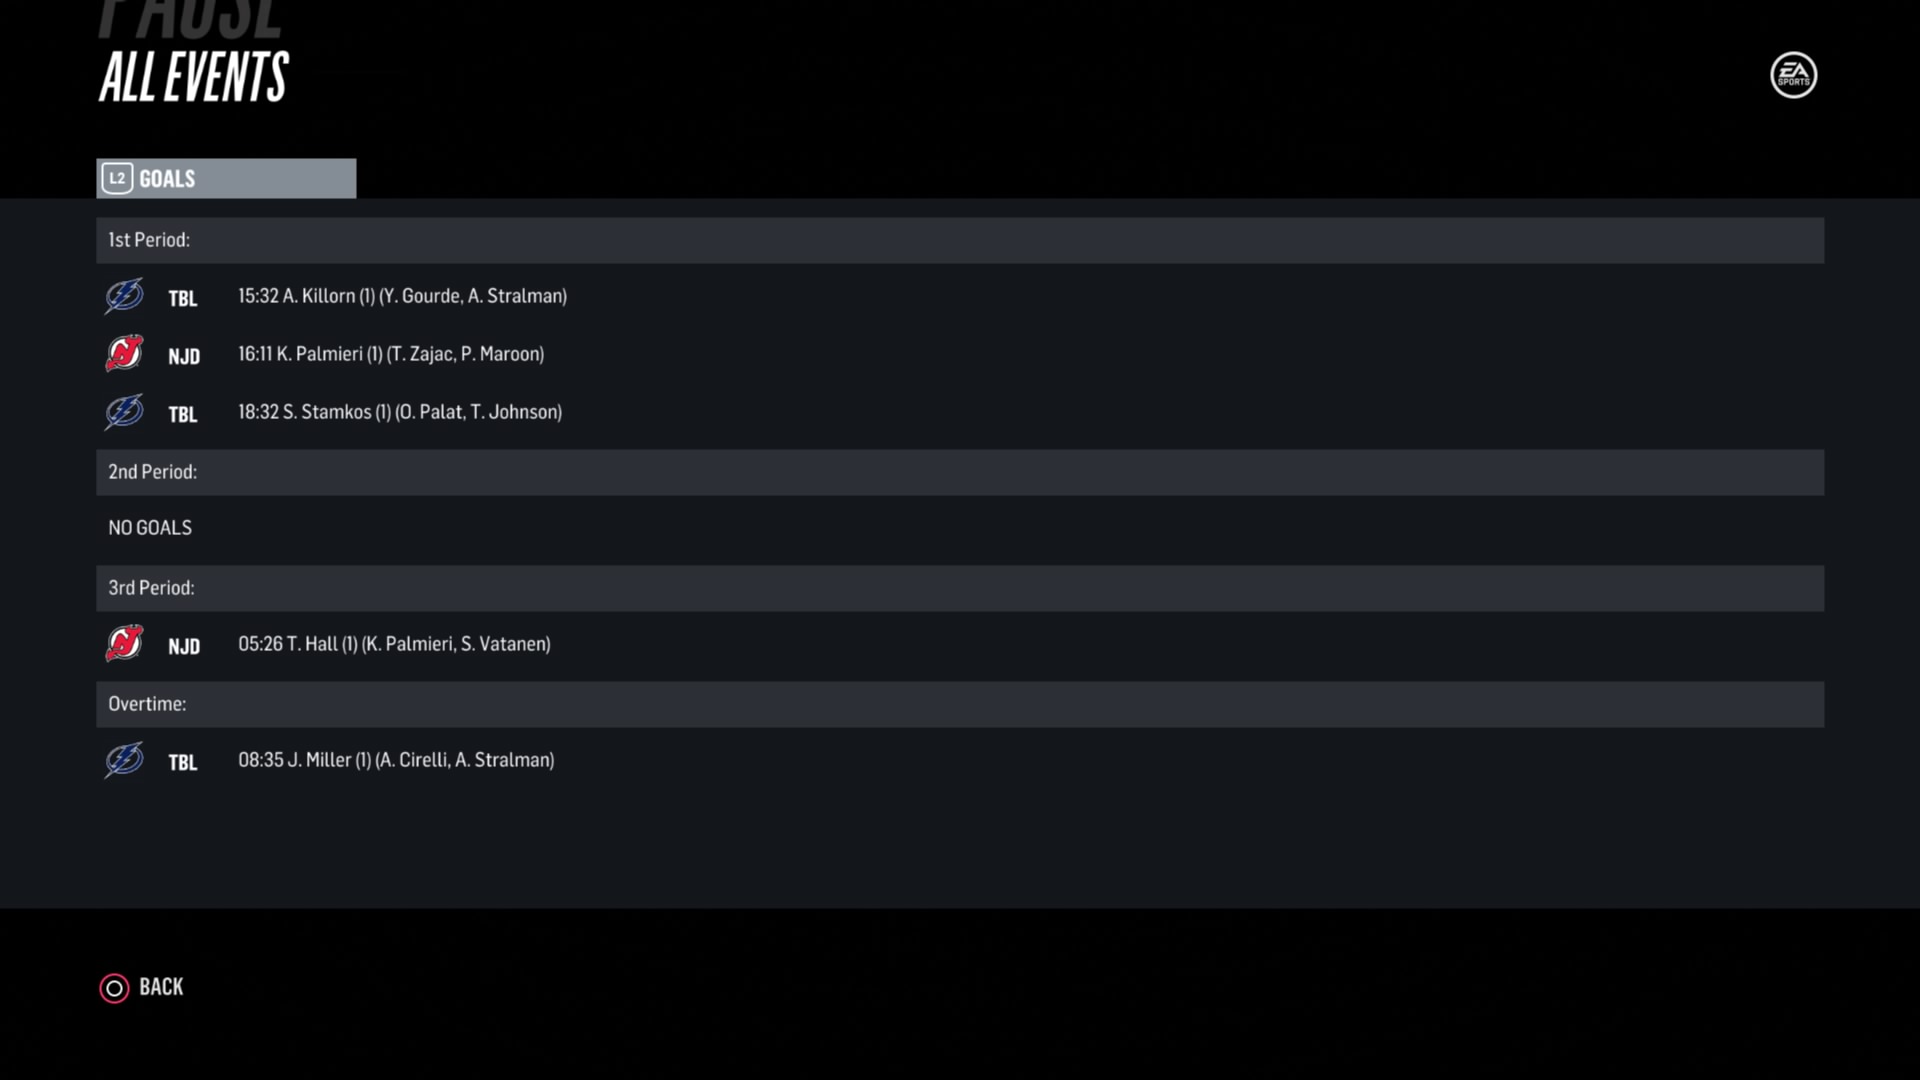 PAUSE
ALL EVENTS
EA SPORTS
L2 GOALS
1st Period:
TBL 15:32 A. Killorn (1) (Y. Gourde, A. Stralman)
NJD 16:11 K. Palmieri (1) (T. Zajac, P. Maroon)
TBL 18:32 S. Stamkos (1) (O. Palat, T. Johnson)
2nd Period:
NO GOALS
3rd Period:
NJD 05:26 T. Hall (1) (K. Palmieri, S. Vatanen)
Overtime:
TBL 08:35 J. Miller (1) (A. Cirelli, A. Stralman)
BACK